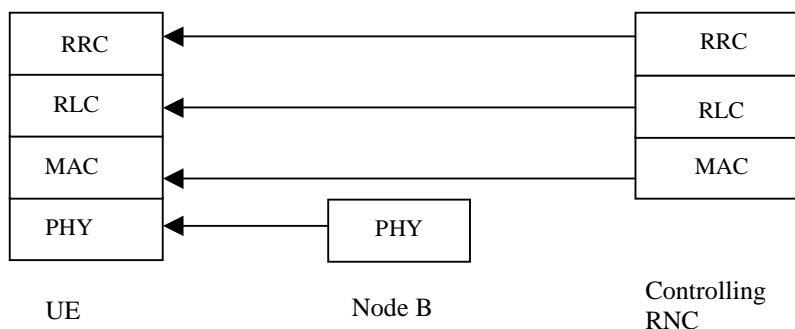 RRC
RRC
RLC
RLC
MAC
MAC
PHY
PHY
UE
Node B
Controlling
RNC